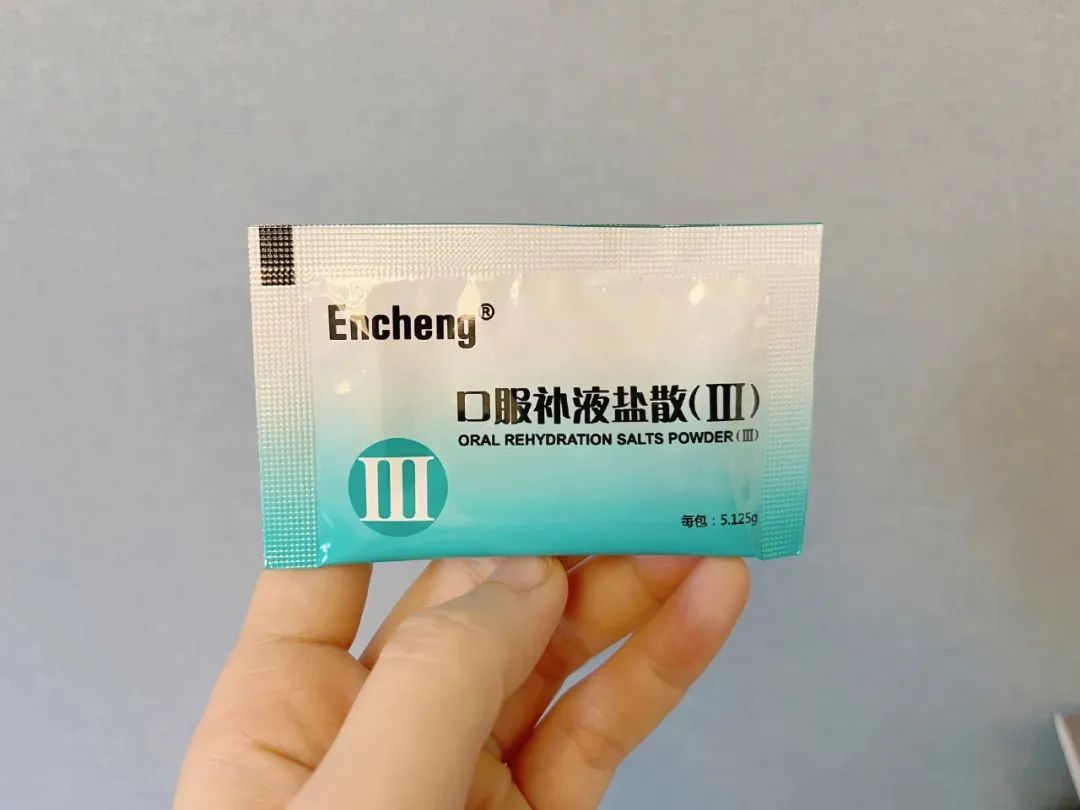 Encheng®
口服补液盐散(III)
ORAL REHYDRATION SALTS POWDER(III)
III
每包：5.125g